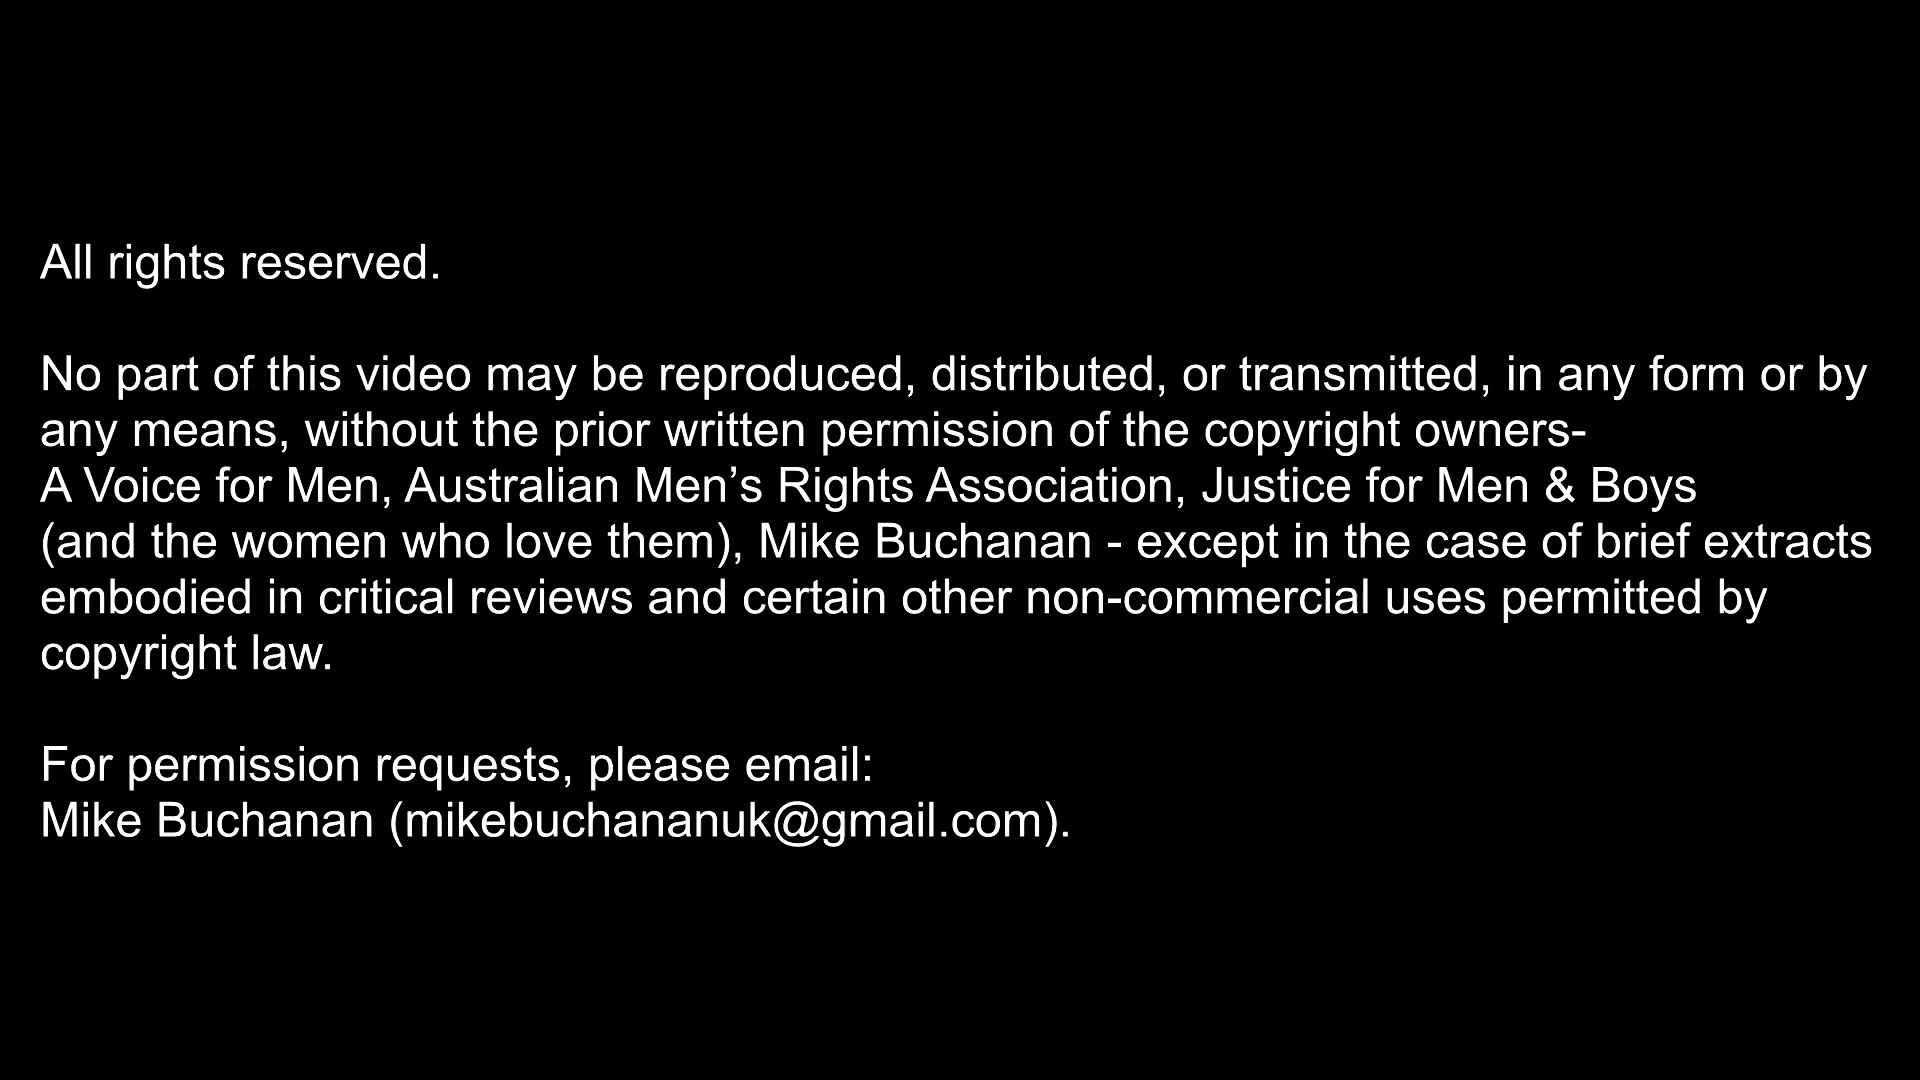 All rights reserved.
No part of this video may be reproduced, distributed, or transmitted, in any form or by
any means, without the prior written permission of the copyright owners-
A Voice for Men, Australian Men’s Rights Association, Justice for Men & Boys
(and the women who love them), Mike Buchanan - except in the case of brief extracts
embodied in critical reviews and certain other non-commercial uses permitted by
copyright law.
For permission requests, please email:
Mike Buchanan (mikebuchananuk@gmail.com).